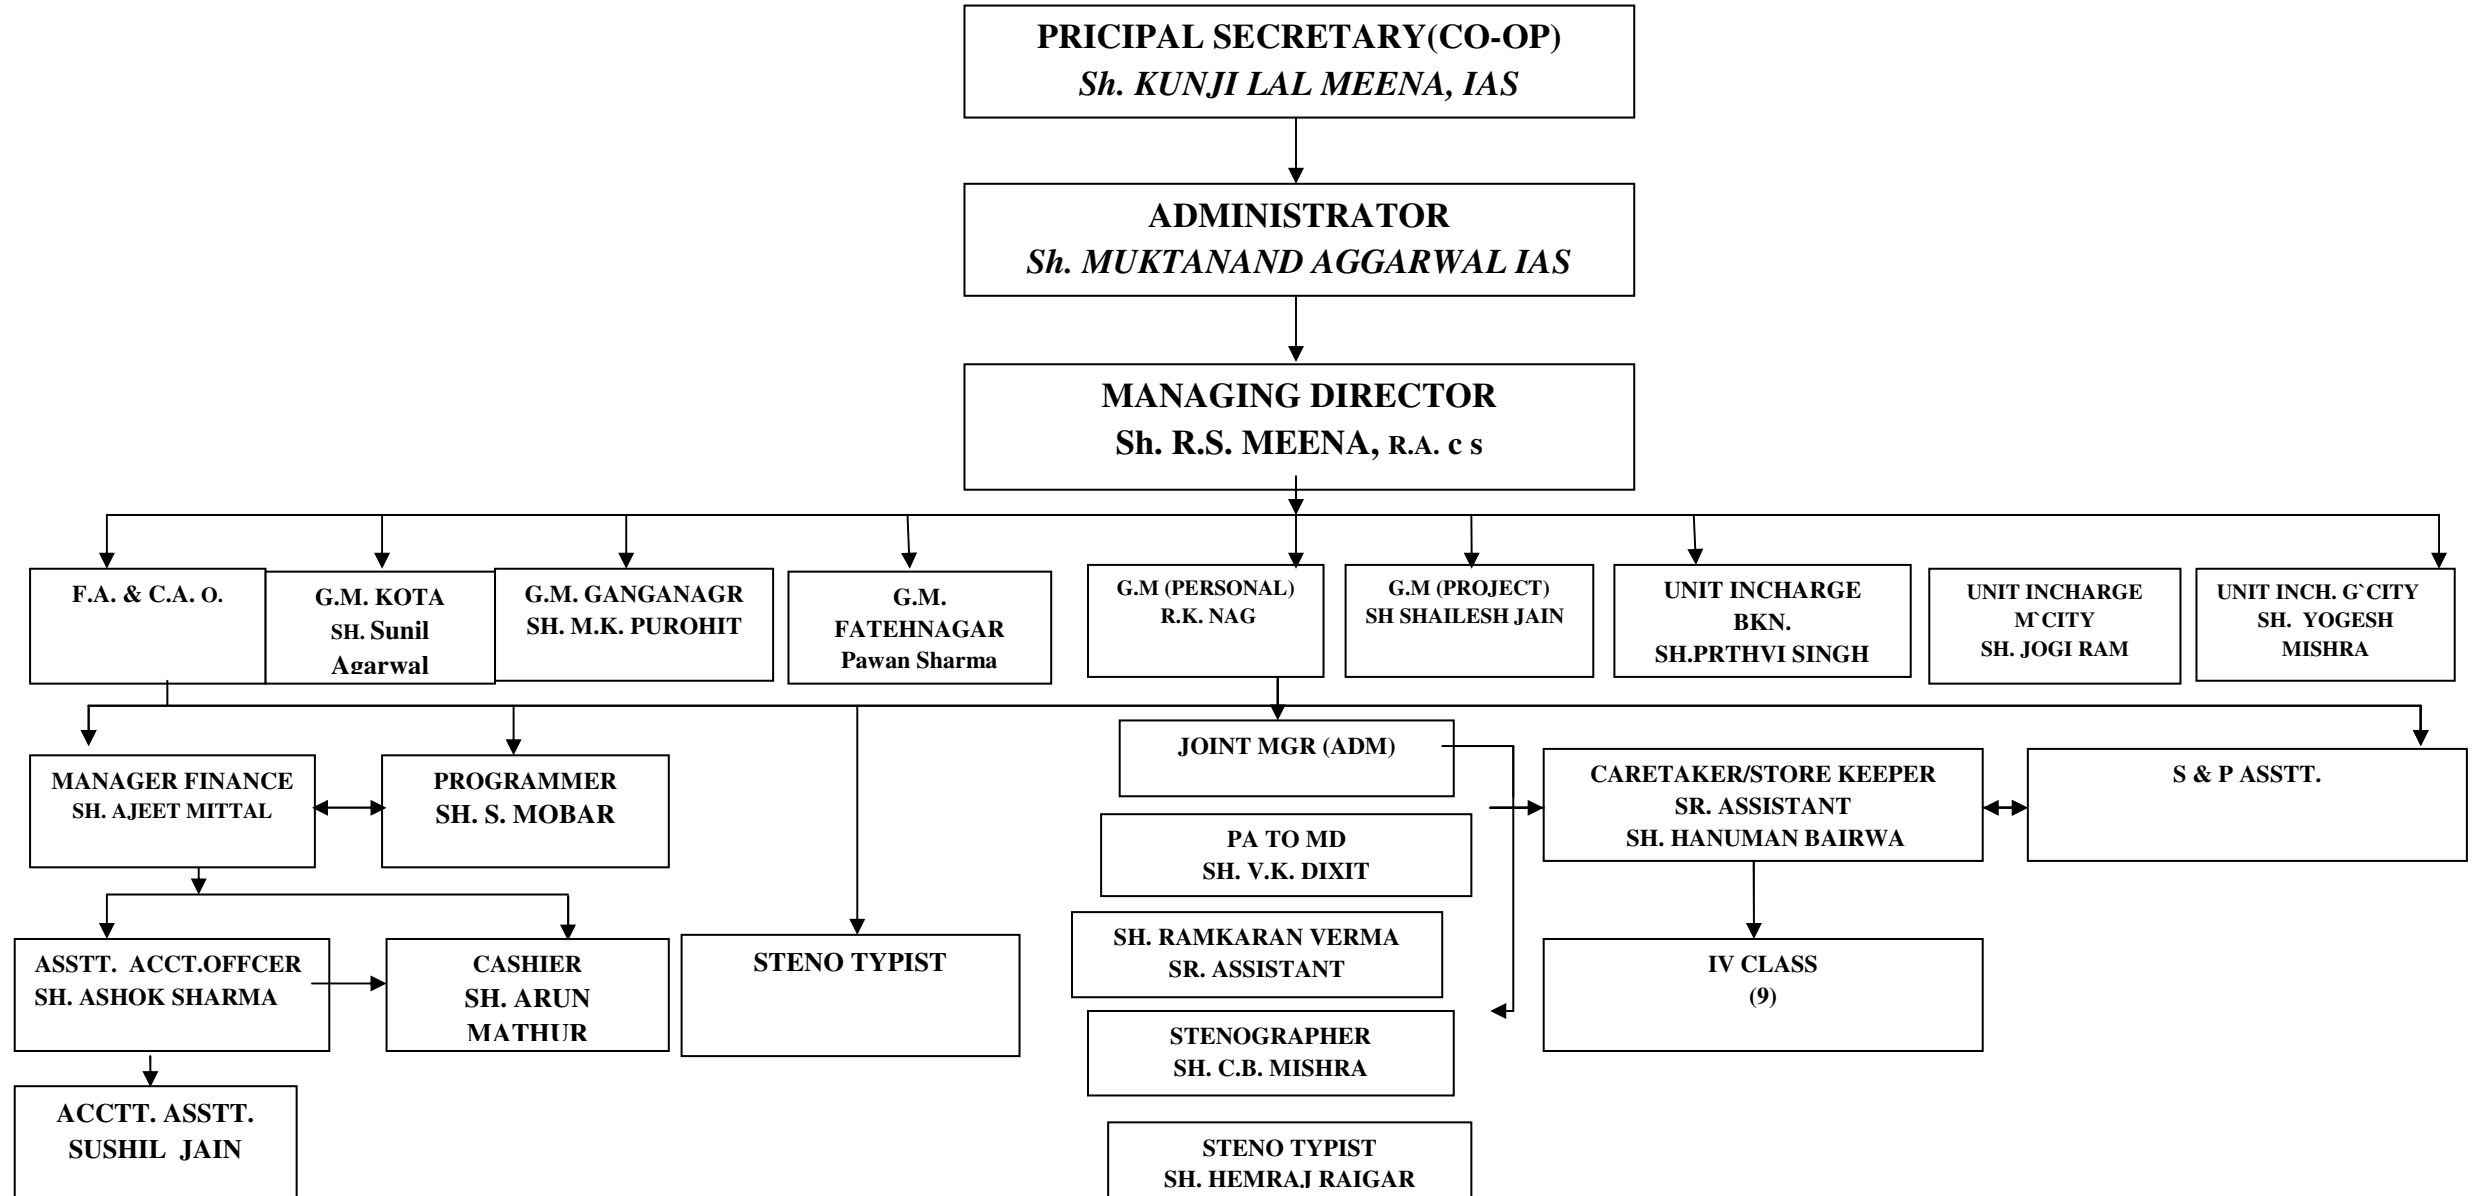 PRICIPAL SECRETARY(CO-OP)
Sh. KUNJI LAL MEENA, IAS
ADMINISTRATOR
Sh. MUKTANAND AGGARWAL IAS
MANAGING DIRECTOR
Sh. R.S. MEENA, R.A. c s
F.A. & C.A. O.
G.M. KOTA
SH. Sunil
Agarwal
G.M. GANGANAGR
SH. M.K. PUROHIT
G.M.
FATEHNAGAR
Pawan Sharma
G.M (PERSONAL)
R.K. NAG
G.M (PROJECT)
SH SHAILESH JAIN
UNIT INCHARGE
BKN.
SH.PRTHVI SINGH
UNIT INCHARGE
M`CITY
SH. JOGI RAM
UNIT INCH. G`CITY
SH. YOGESH
MISHRA
MANAGER FINANCE
SH. AJEET MITTAL
PROGRAMMER
SH. S. MOBAR
JOINT MGR (ADM)
CARETAKER/STORE KEEPER
SR. ASSISTANT
SH. HANUMAN BAIRWA
S & P ASSTT.
PA TO MD
SH. V.K. DIXIT
SH. RAMKARAN VERMA
SR. ASSISTANT
ASSTT. ACCT.OFFCER
SH. ASHOK SHARMA
CASHIER
SH. ARUN
MATHUR
STENO TYPIST
IV CLASS
(9)
STENOGRAPHER
SH. C.B. MISHRA
ACCTT. ASSTT.
SUSHIL JAIN
STENO TYPIST
SH. HEMRAJ RAIGAR